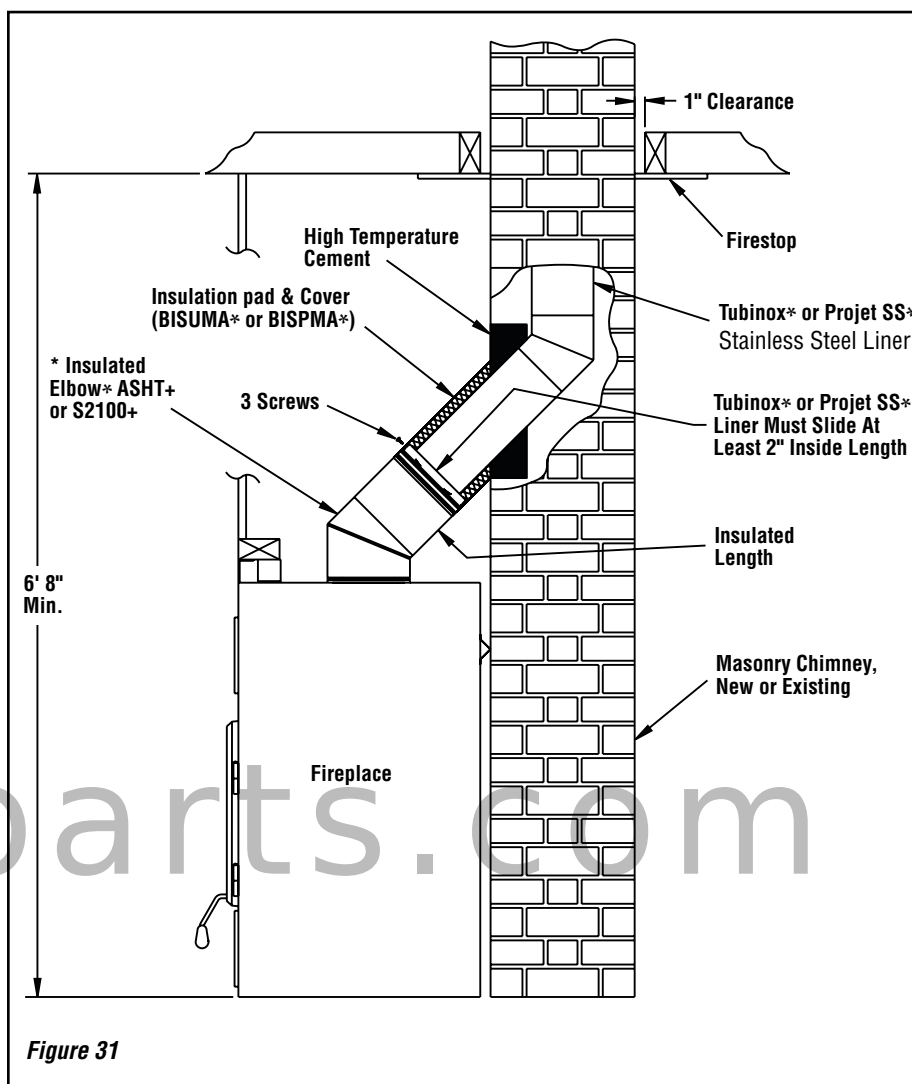 1" Clearance
Firestop
High Temperature
Cement
Insulation pad & Cover
(BISUMA* or BISPMA*)
* Insulated
Elbow* ASHT+
or S2100+
3 Screws
Tubinox* or Projet SS*
Stainless Steel Liner
Tubinox* or Projet SS*
Liner Must Slide At
Least 2" Inside Length
Insulated
Length
6' 8"
Min.
Masonry Chimney,
New or Existing
Fireplace
parts.com
Figure 31